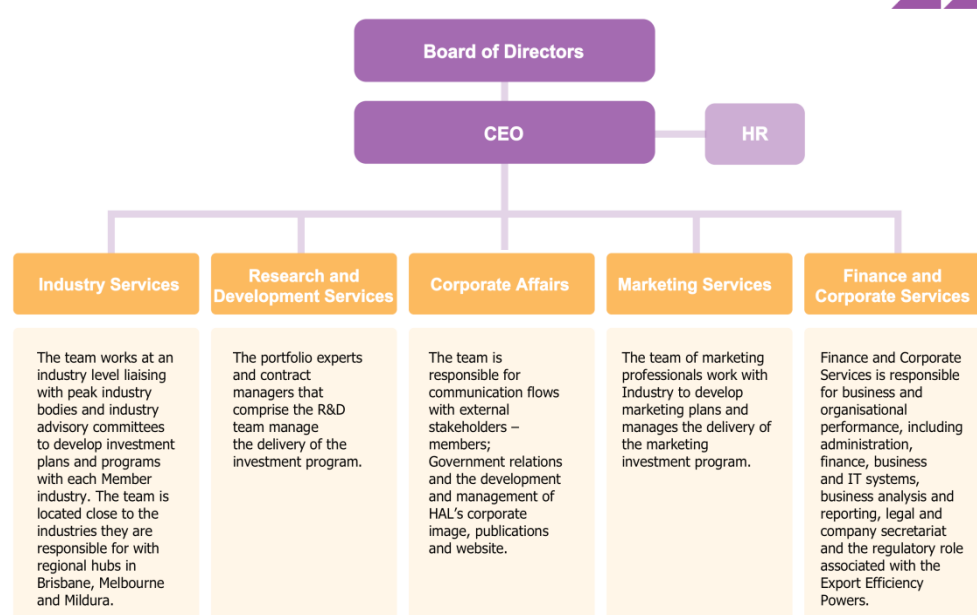 Board of Directors
CEO
HR
Industry Services
The team works at an
industry level liaising
with peak industry
bodies and industry
advisory committees
to develop investment
plans and programs
with each Member
industry. The team is
located close to the
industries they are
responsible for with
regional hubs in
Brisbane, Melbourne
and Mildura.
Research and
Development Services
The portfolio experts
and contract
managers that
comprise the R&D
team manage
the delivery of the
investment program.
Corporate Affairs
The team is
responsible for
communication flows
with external
stakeholders –
members;
Government relations
and the development
and management of
HAL’s corporate
image, publications
and website.
Marketing Services
The team of marketing
professionals work with
Industry to develop
marketing plans and
manages the delivery of
the marketing
investment program.
Finance and
Corporate Services
Finance and Corporate
Services is responsible
for business and
organisational
performance, including
administration,
finance, business
and IT systems,
business analysis and
reporting, legal and
company secretariat
and the regulatory role
associated with the
Export Efficiency
Powers.